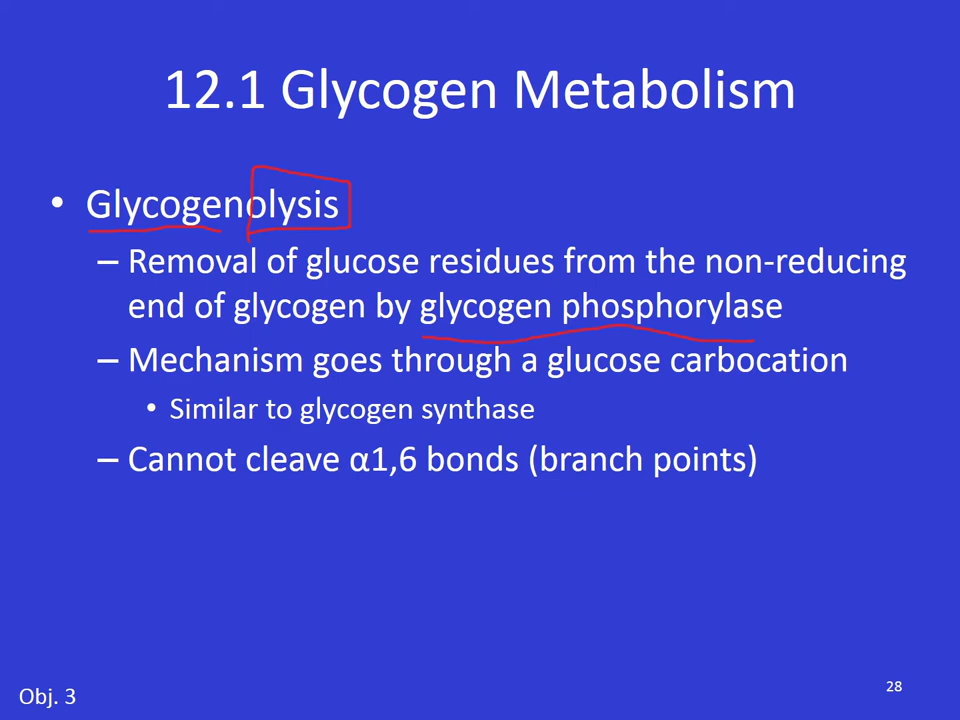 12.1 Glycogen Metabolism
• Glycogenolysis
– Removal of glucose residues from the non-reducing
end of glycogen by glycogen phosphorylase
– Mechanism goes through a glucose carbocation
• Similar to glycogen synthase
– Cannot cleave α1,6 bonds (branch points)
28
Obj. 3